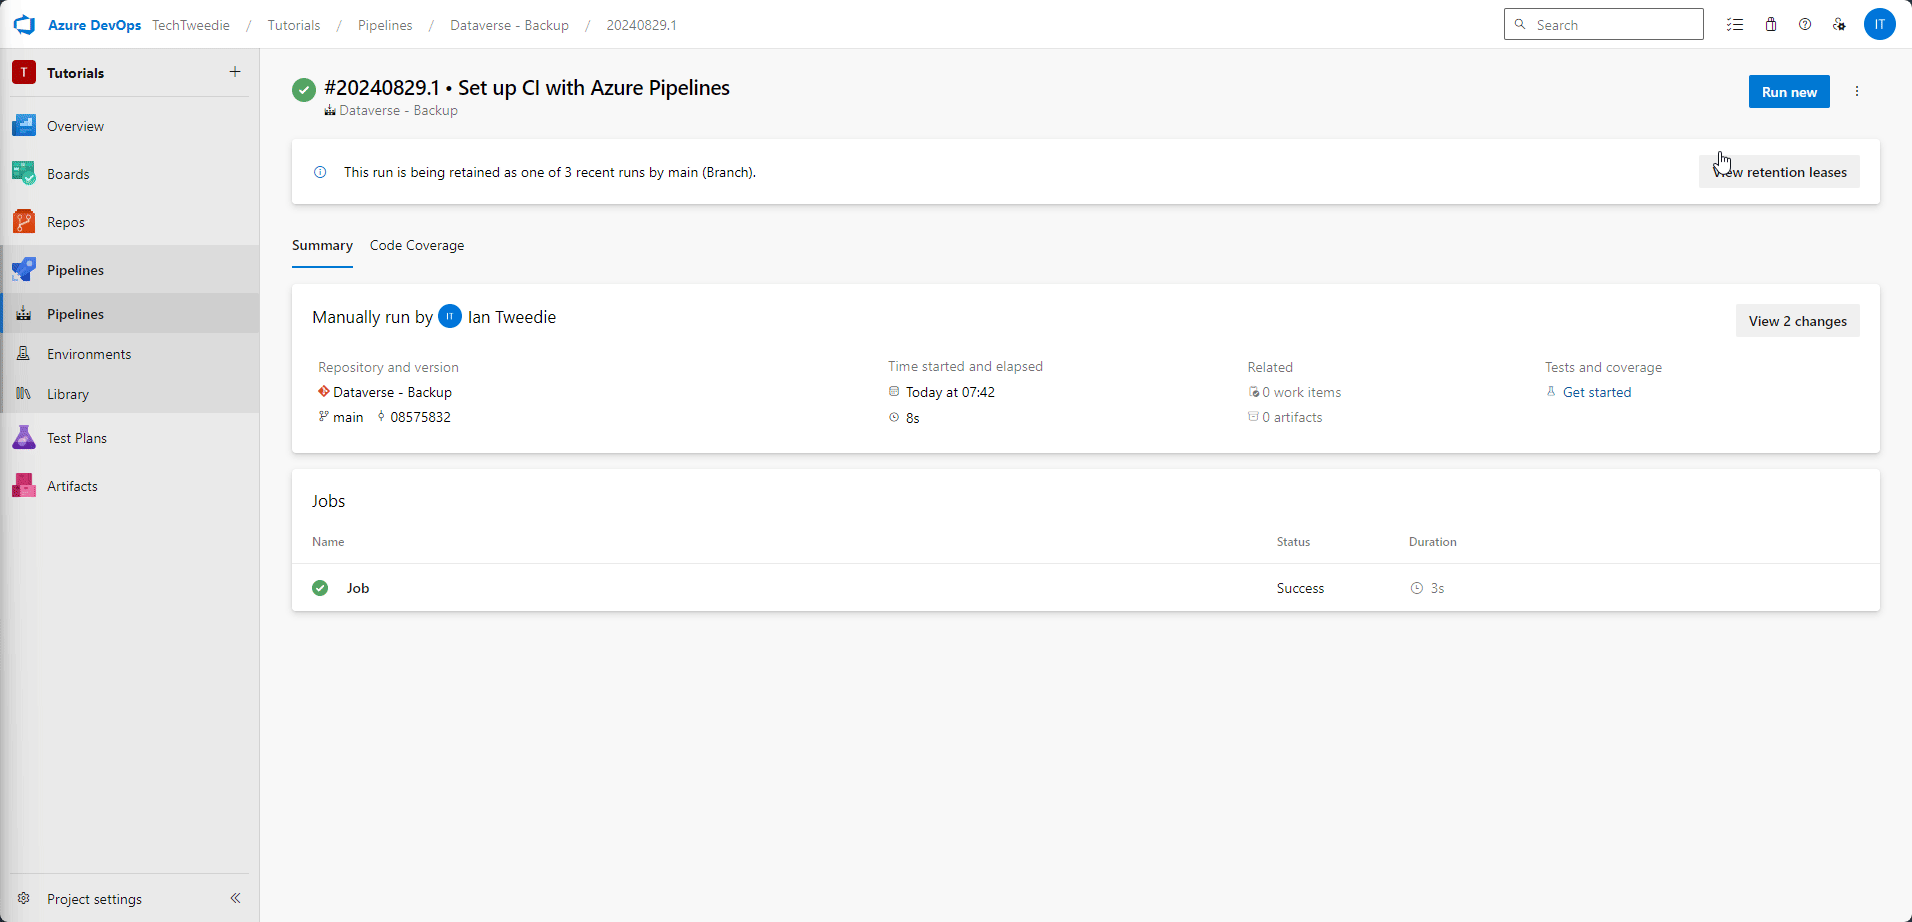 Azure DevOps TechTweedie / Tutorials / Pipelines / Dataverse - Backup / 20240829.1
Search
IT
T Tutorials
Overview
Boards
Repos
Pipelines
Pipelines
Environments
Library
Test Plans
Artifacts
Project settings
#20240829.1 • Set up CI with Azure Pipelines
Dataverse - Backup
Run new
This run is being retained as one of 3 recent runs by main (Branch).
retention leases
Summary Code Coverage
Manually run by IT Ian Tweedie
View 2 changes
Repository and version
Dataverse - Backup
main 08575832
Time started and elapsed
Today at 07:42
8s
Related
0 work items
0 artifacts
Tests and coverage
Get started
Jobs
Name Status Duration
Job Success 3s